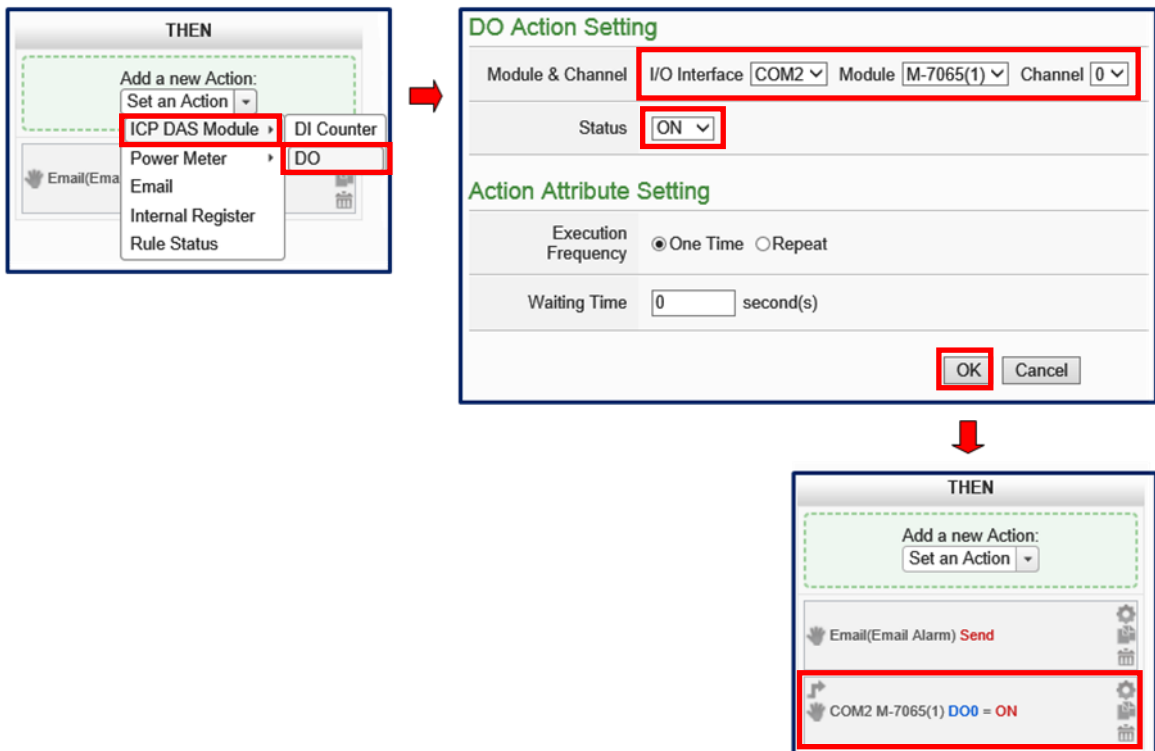 THEN
Add a new Action:
Set an Action
ICP DAS Module
DI Counter
Power Meter
DO
Email(Ema
Email
Internal Register
Rule Status
DO Action Setting
Module & Channel I/O Interface COM2 Module M-7065(1) Channel 0
Status ON
Action Attribute Setting
Execution
Frequency
One Time Repeat
Waiting Time 0 second(s)
OK Cancel
THEN
Add a new Action:
Set an Action
Email(Email Alarm) Send
COM2 M-7065(1) DO0 = ON